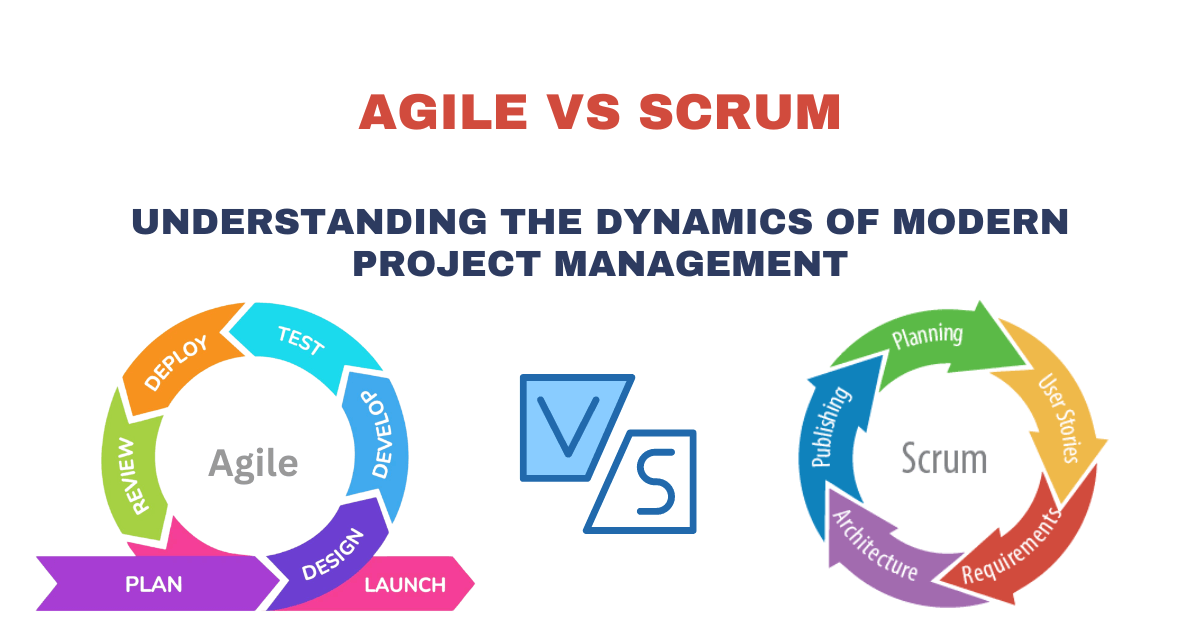 AGILE VS SCRUM
UNDERSTANDING THE DYNAMICS OF MODERN
PROJECT MANAGEMENT
PLAN
DESIGN
DEVELOP
TEST
DEPLOY
REVIEW
LAUNCH
Agile
V
S
Planning
User Stories
Requirements
Architecture
Publishing
Scrum